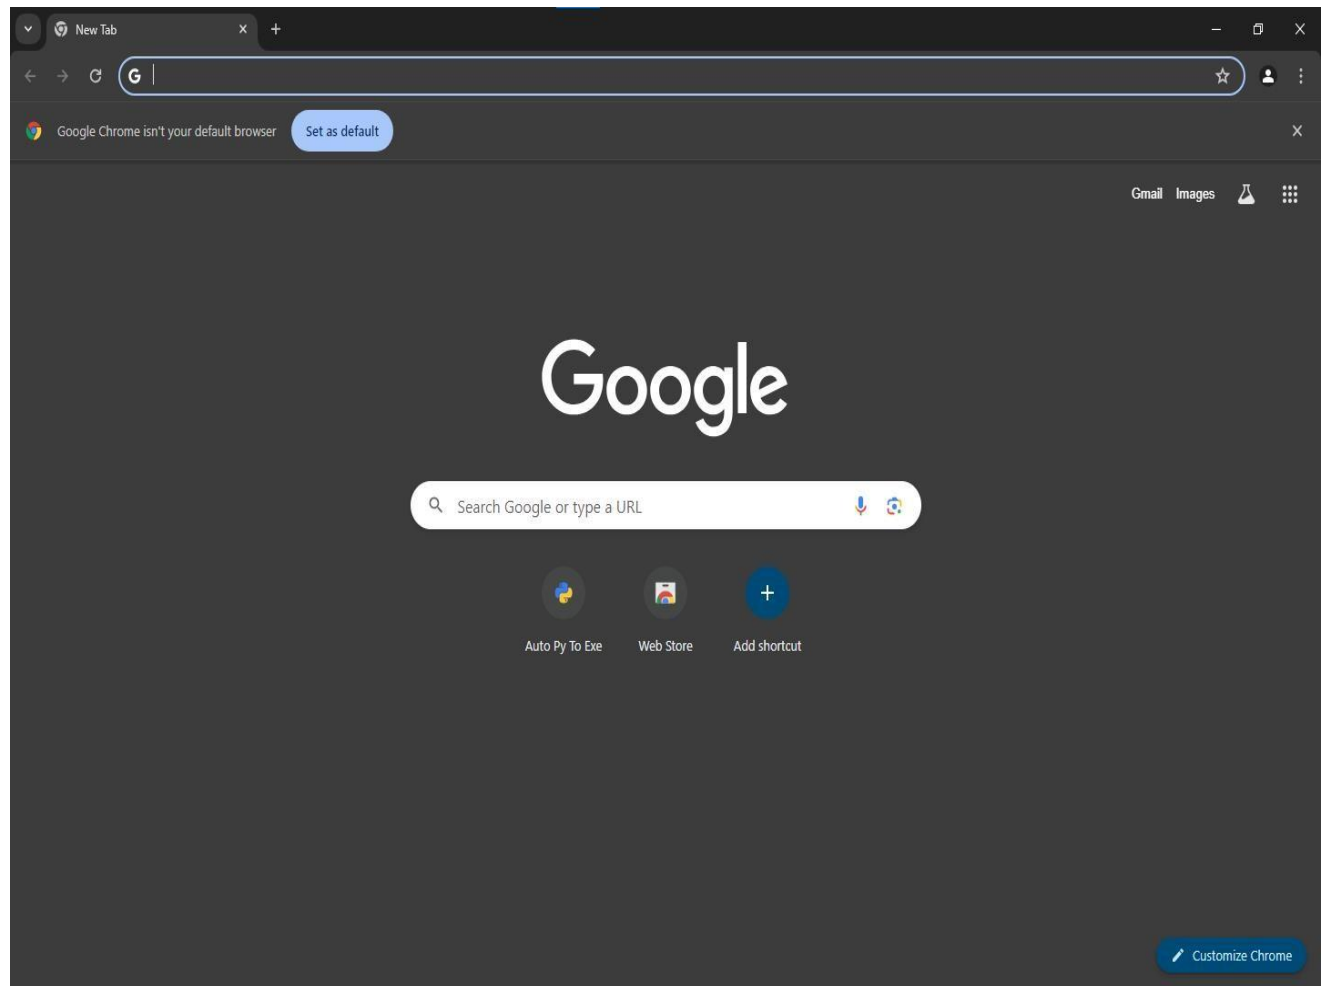 New Tab
G
Google Chrome isn't your default browser
Set as default
Gmail Images
Google
Search Google or type a URL
Auto Py To Exe
Web Store
Add shortcut
Customize Chrome